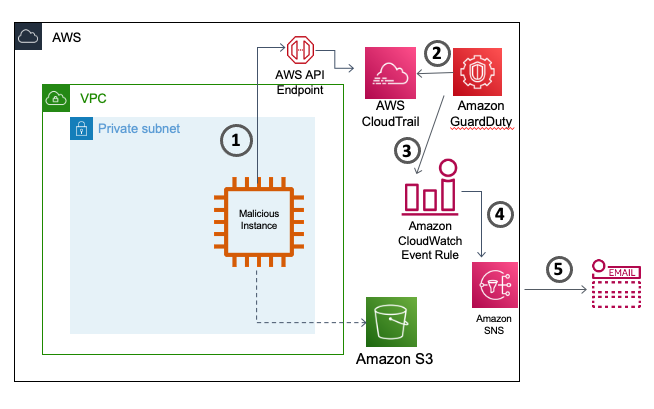 AWS
AWS API
Endpoint
2
AWS
CloudTrail
Amazon
GuardDuty
VPC
Private subnet
1
3
Malicious
Instance
Amazon
CloudWatch
Event Rule
4
5
EMAIL
Amazon
SNS
Amazon S3